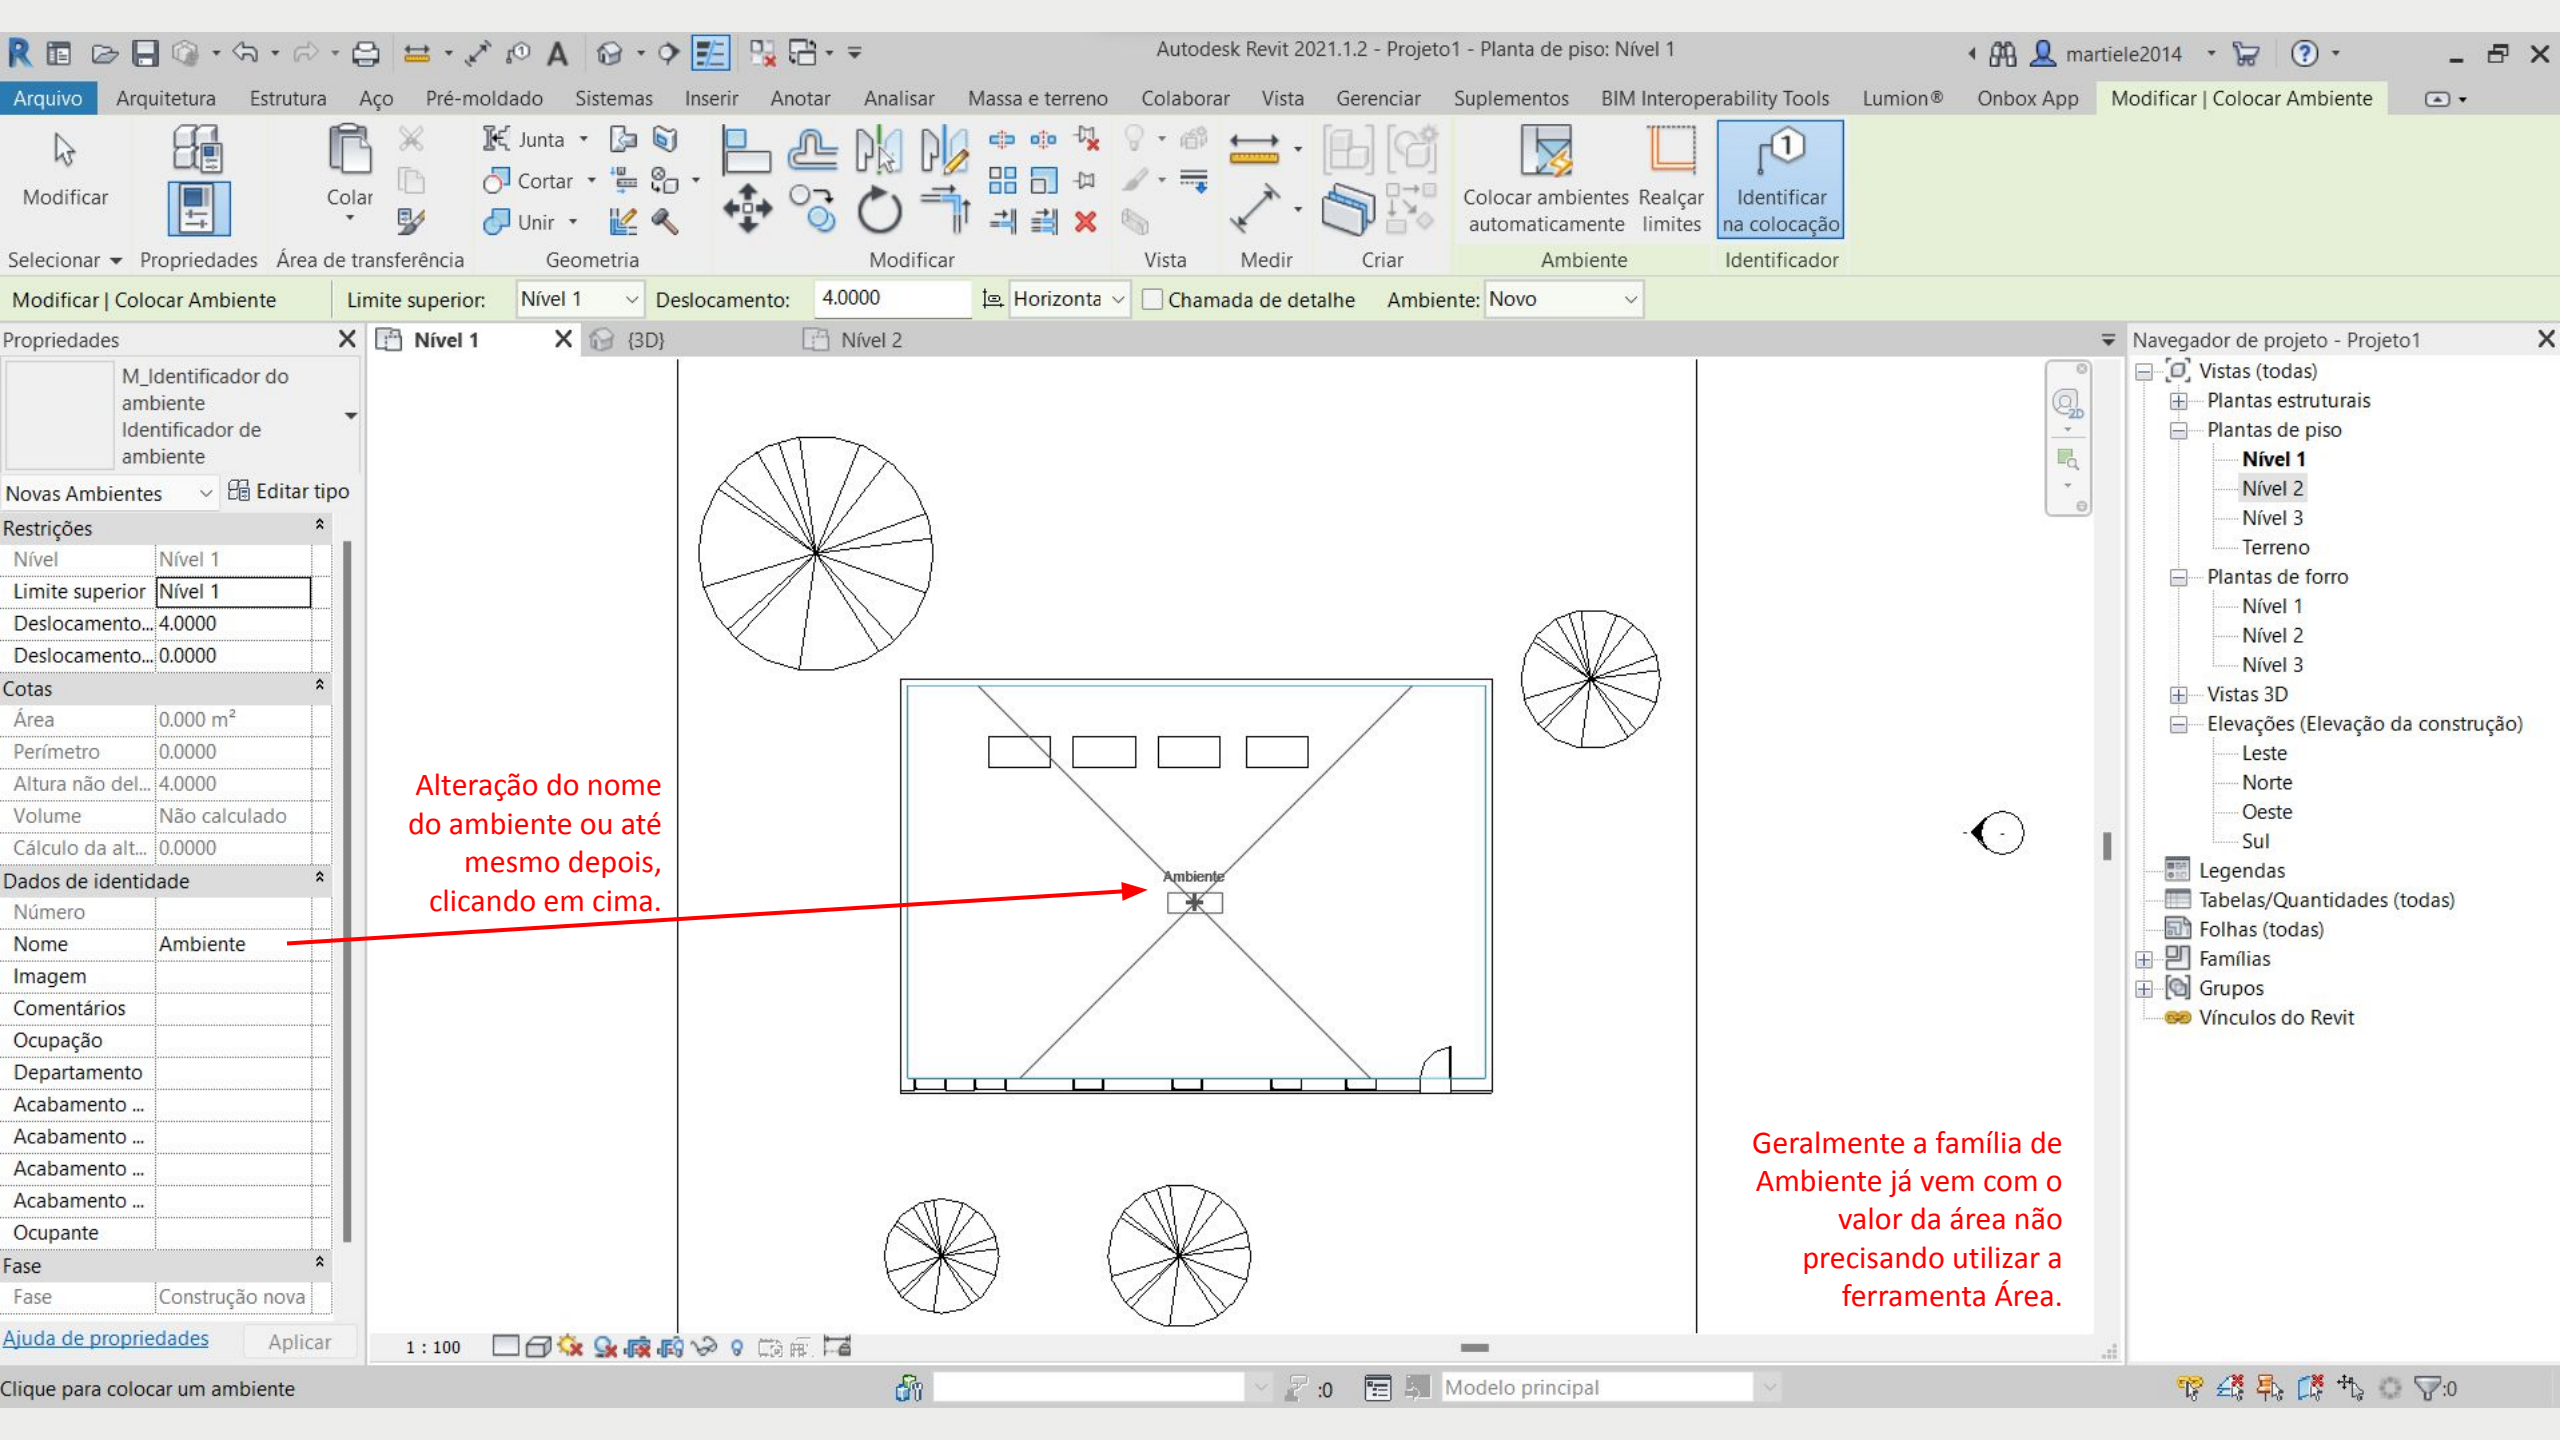 Autodesk Revit 2021.1.2 - Projeto1 - Planta de piso: Nível 1
martiele2014
Arquivo Arquitetura Estrutura Aço Pré-moldado Sistemas Inserir Anotar Analisar Massa e terreno Colaborar Vista Gerenciar Suplementos BIM Interoperability Tools Lumion® Onbox App Modificar | Colocar Ambiente
Modificar
Colar
Junta
Cortar
Unir
Colocar ambientes
automaticamente
Realçar
limites
Identificar
na colocação
Selecionar Propriedades Área de transferência Geometria Modificar Vista Medir Criar Ambiente Identificador
Modificar | Colocar Ambiente Limite superior: Nível 1 Deslocamento: 4.0000 Horizonta Chamada de detalhe Ambiente: Novo
Propriedades
M_Identificador do
ambiente
Identificador de
ambiente
Novas Ambientes Editar tipo
Restrições
Nível Nível 1
Limite superior Nível 1
Deslocamento... 4.0000
Deslocamento... 0.0000
Cotas
Área 0.000 m²
Perímetro 0.0000
Altura não del... 4.0000
Volume Não calculado
Cálculo da alt... 0.0000
Dados de identidade
Número
Nome Ambiente
Imagem
Comentários
Ocupação
Departamento
Acabamento ...
Acabamento ...
Acabamento ...
Acabamento ...
Ocupante
Fase
Fase Construção nova
Ajuda de propriedades Aplicar
Nível 1 {3D} Nível 2
2D
Alteração do nome
do ambiente ou até
mesmo depois,
clicando em cima.
Ambiente
Geralmente a família de
Ambiente já vem com o
valor da área não
precisando utilizar a
ferramenta Área.
1 : 100
Navegador de projeto - Projeto1
Vistas (todas)
Plantas estruturais
Plantas de piso
Nível 1
Nível 2
Nível 3
Terreno
Plantas de forro
Nível 1
Nível 2
Nível 3
Vistas 3D
Elevações (Elevação da construção)
Leste
Norte
Oeste
Sul
Legendas
Tabelas/Quantidades (todas)
Folhas (todas)
Famílias
Grupos
Vínculos do Revit
Clique para colocar um ambiente
:0
Modelo principal
:0